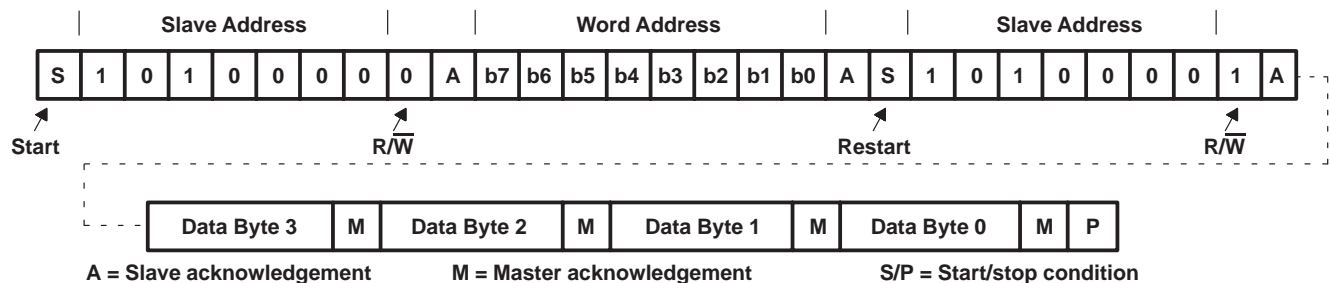 Slave Address Word Address Slave Address
S 1 0 1 0 0 0 0 0 A b7 b6 b5 b4 b3 b2 b1 b0 A S 1 0 1 0 0 0 0 1 A
Start R/W̅ Restart R/W̅
Data Byte 3 M Data Byte 2 M Data Byte 1 M Data Byte 0 M P
A = Slave acknowledgement M = Master acknowledgement S/P = Start/stop condition